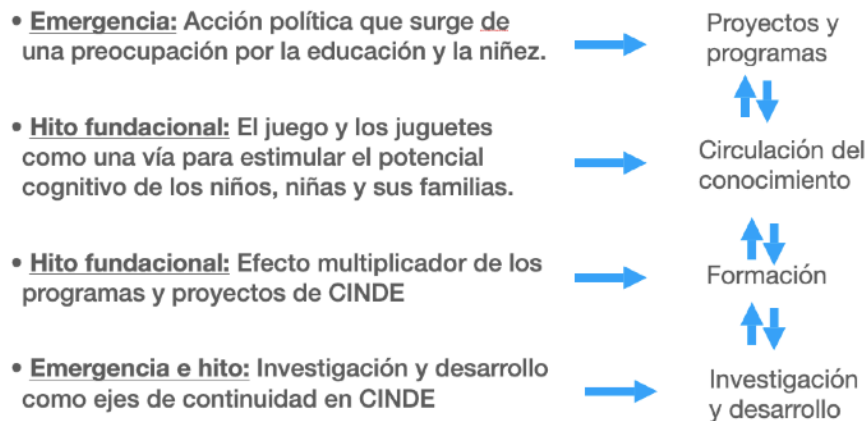 • Emergencia: Acción política que surge de
una preocupación por la educación y la niñez.
Proyectos y
programas
• Hito fundacional: El juego y los juguetes
como una vía para estimular el potencial
cognitivo de los niños, niñas y sus familias.
Circulación del
conocimiento
• Hito fundacional: Efecto multiplicador de los
programas y proyectos de CINDE
Formación
• Emergencia e hito: Investigación y desarrollo
como ejes de continuidad en CINDE
Investigación
y desarrollo